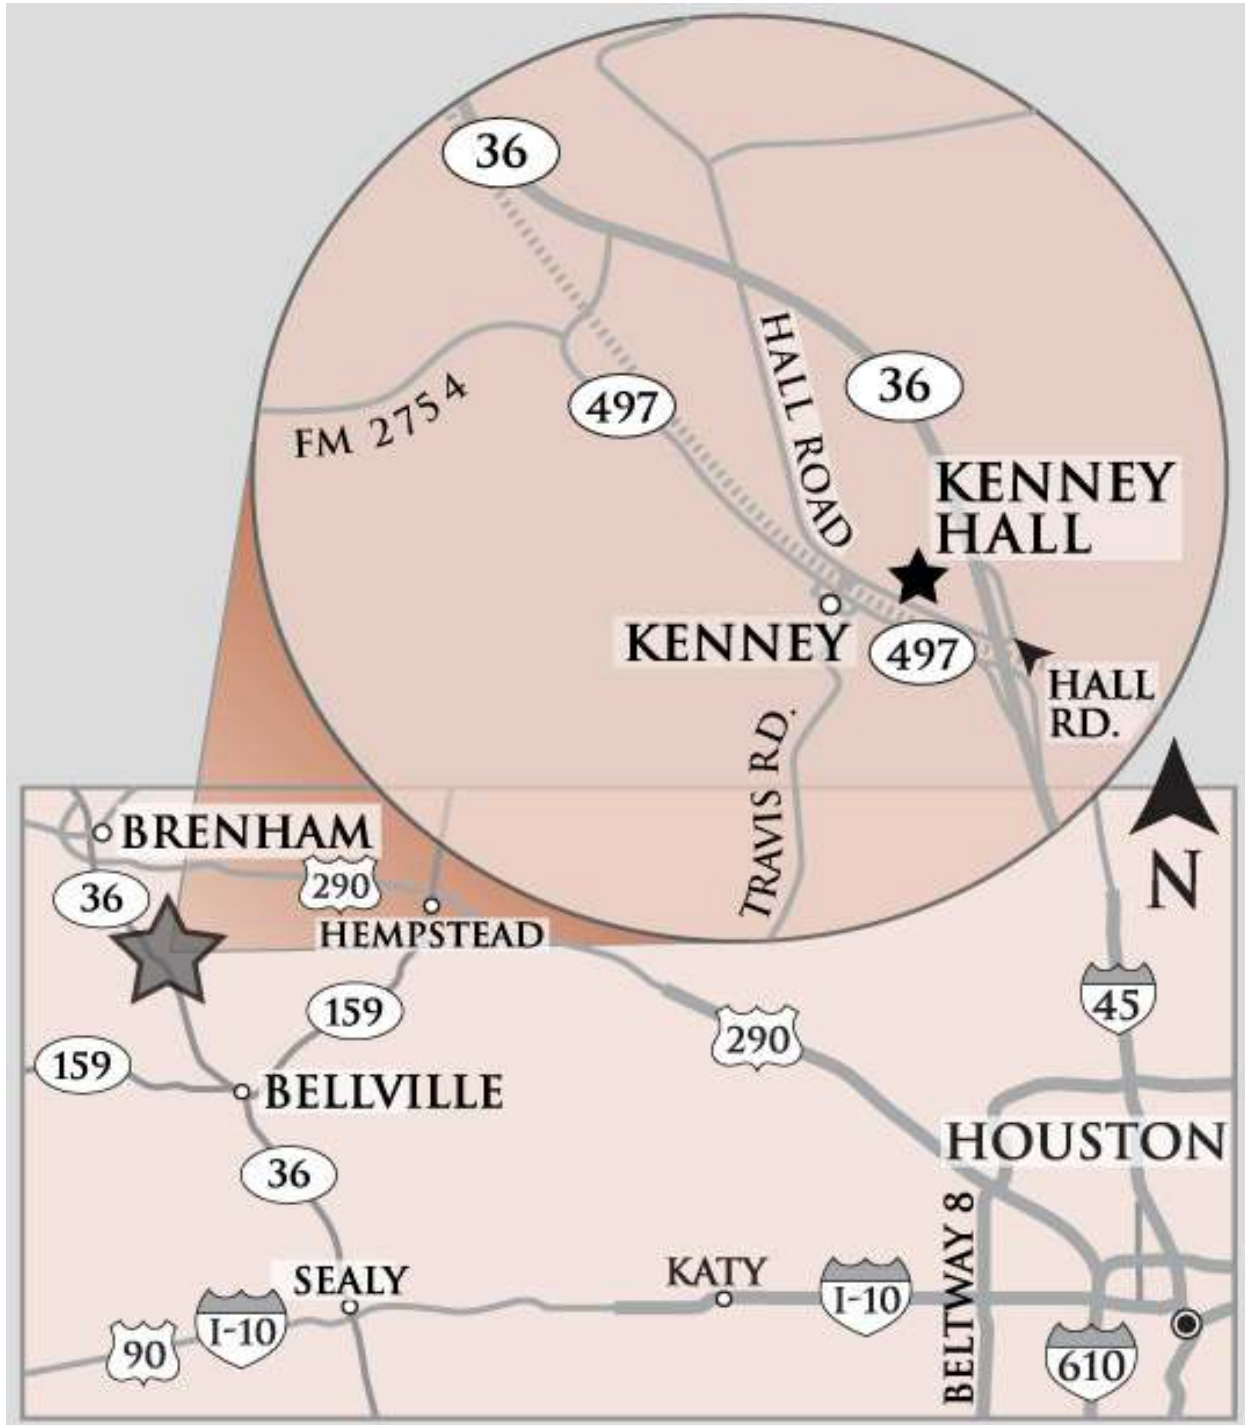 36
HALL ROAD
36
FM 2754
497
KENNEY
HALL
KENNEY
497
HALL
RD.
TRAVIS RD.
N
BRENHAM
36
290
HEMPSTEAD
159
159
BELLVILLE
36
290
45
HOUSTON
BELTWAY 8
SEALY
KATY
I-10
I-10
90
610